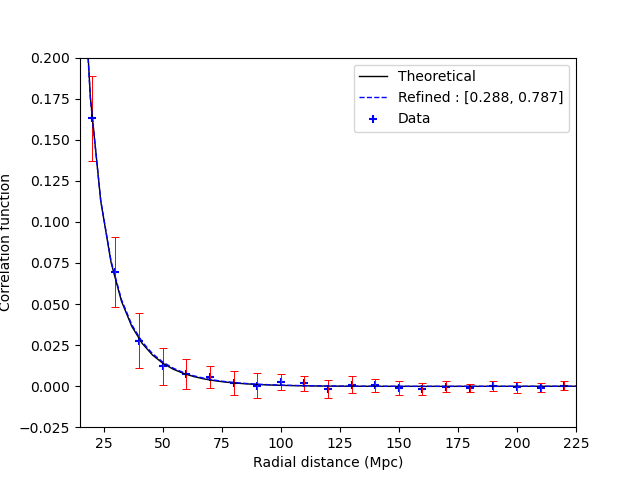 0.200
0.175
0.150
0.125
0.100
0.075
0.050
0.025
0.000
−0.025
Correlation function
Theoretical
Refined : [0.288, 0.787]
Data
25 50 75 100 125 150 175 200 225
Radial distance (Mpc)